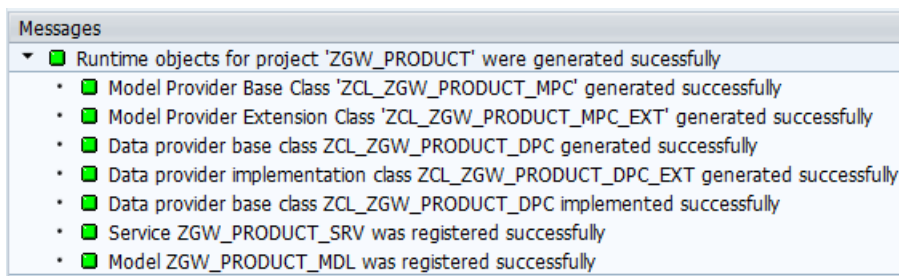 Messages
Runtime objects for project 'ZGW_PRODUCT' were generated sucessfully
Model Provider Base Class 'ZCL_ZGW_PRODUCT_MPC' generated successfully
Model Provider Extension Class 'ZCL_ZGW_PRODUCT_MPC_EXT' generated successfully
Data provider base class ZCL_ZGW_PRODUCT_DPC generated successfully
Data provider implementation class ZCL_ZGW_PRODUCT_DPC_EXT generated successfully
Data provider base class ZCL_ZGW_PRODUCT_DPC implemented successfully
Service ZGW_PRODUCT_SRV was registered successfully
Model ZGW_PRODUCT_MDL was registered successfully